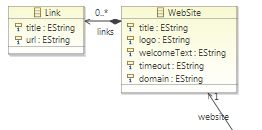 Link
title : EString
url : EString
0..*
links
WebSite
title : EString
logo : EString
welcomeText : EString
timeout : EString
domain : EString
1
website